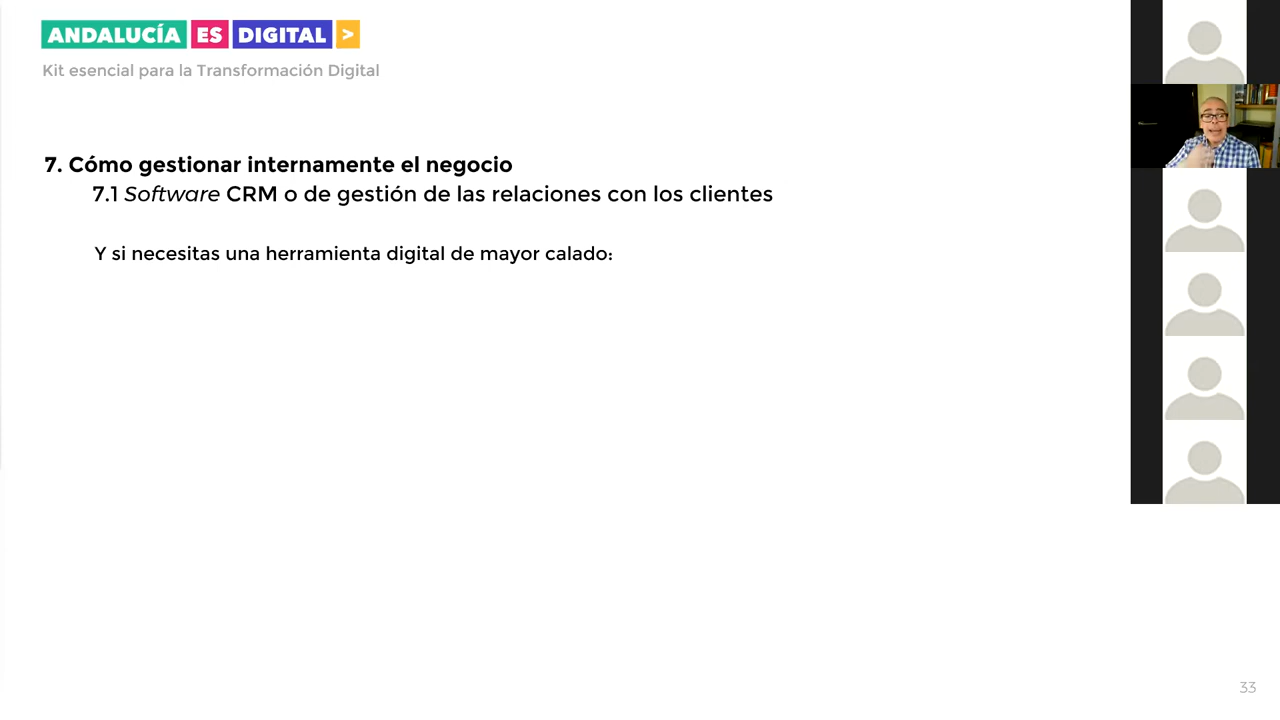 ANDALUCÍA ES DIGITAL >
Kit esencial para la Transformación Digital
7. Cómo gestionar internamente el negocio
7.1 Software CRM o de gestión de las relaciones con los clientes
Y si necesitas una herramienta digital de mayor calado:
33